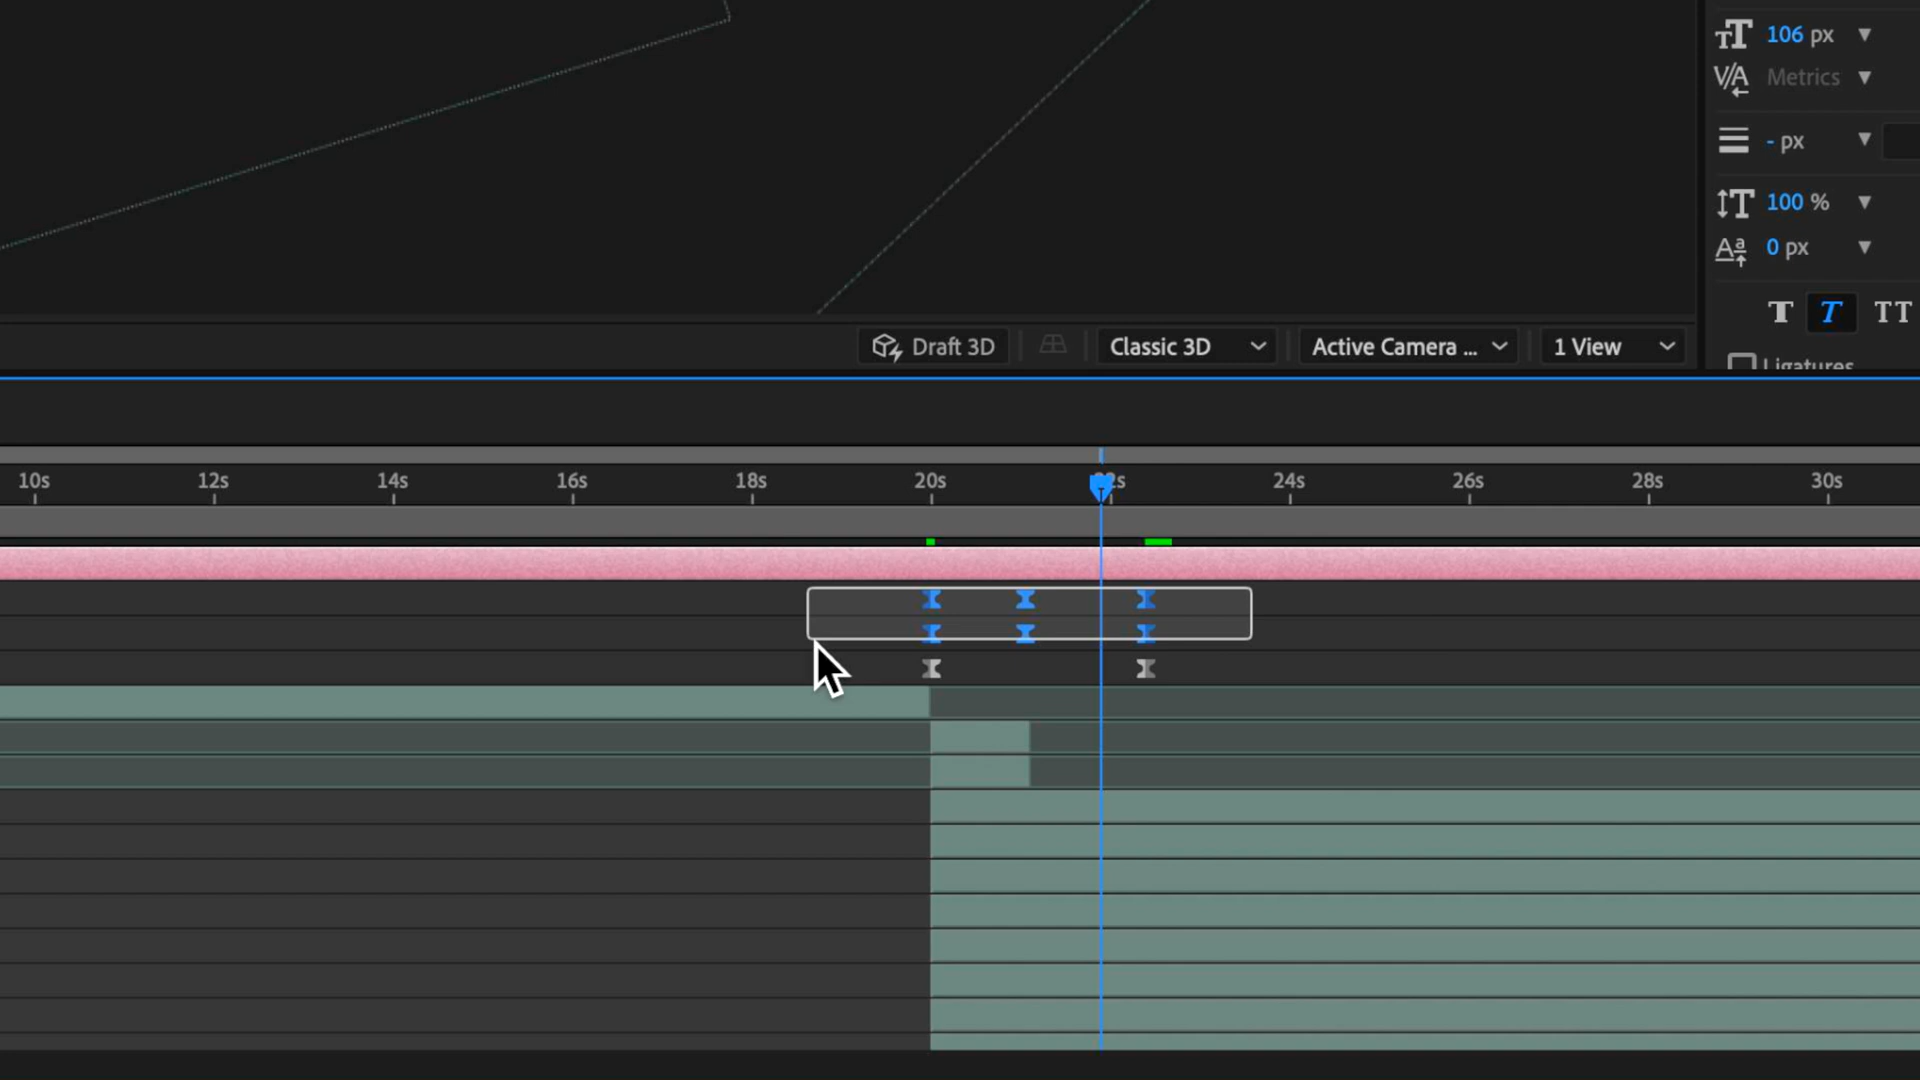 106 px
Metrics
- px
100 %
0 px
T T TT
Draft 3D Classic 3D Active Camera ... 1 View
Ligatures
10s 12s 14s 16s 18s 20s 22s 24s 26s 28s 30s